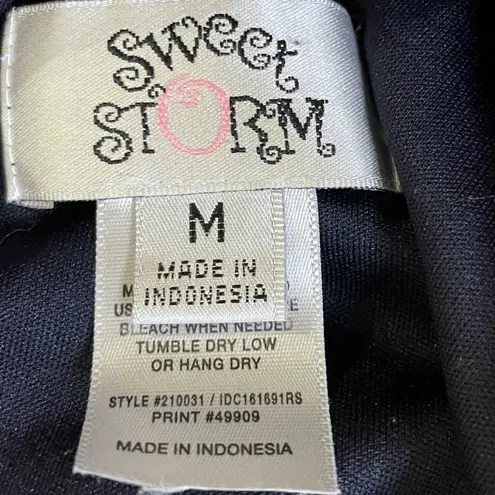 Sweet
STORM
M
MADE IN
INDONESIA
BLEACH WHEN NEEDED
TUMBLE DRY LOW
OR HANG DRY
STYLE #210031 / IDC161691RS
PRINT #49909
MADE IN INDONESIA